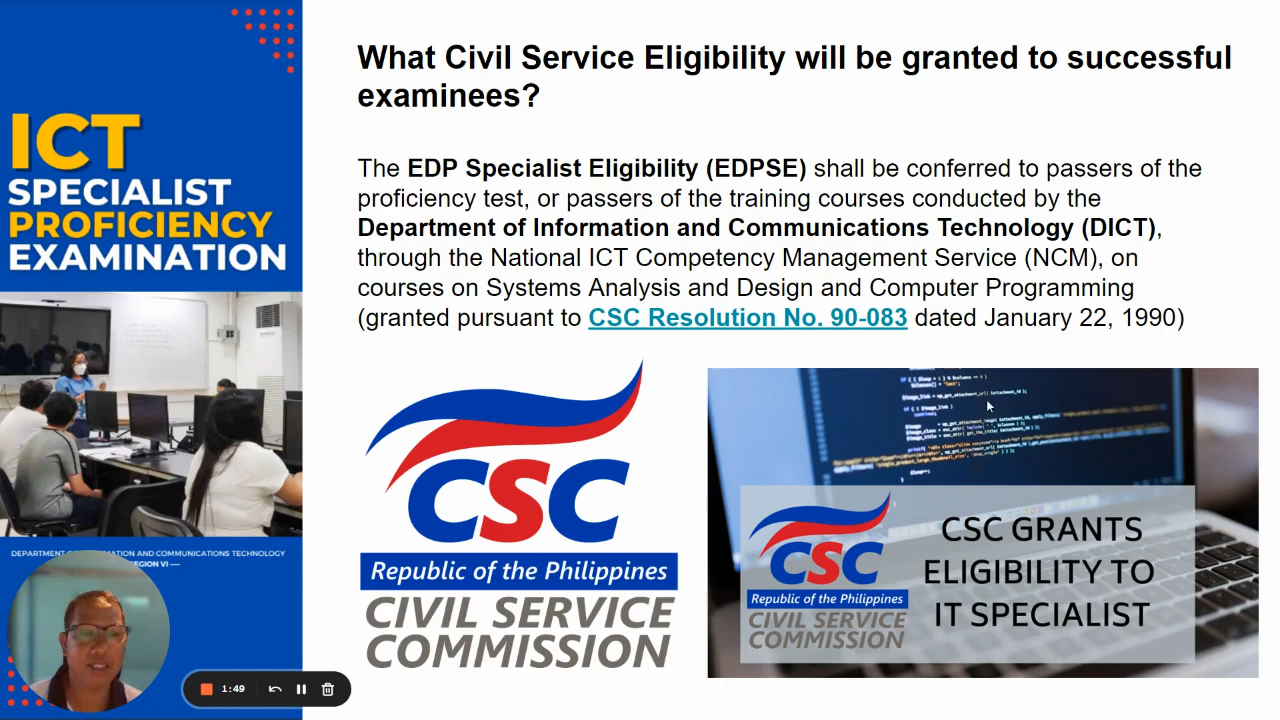 ICT
SPECIALIST
PROFICIENCY
EXAMINATION
What Civil Service Eligibility will be granted to successful
examinees?
The EDP Specialist Eligibility (EDPSE) shall be conferred to passers of the
proficiency test, or passers of the training courses conducted by the
Department of Information and Communications Technology (DICT),
through the National ICT Competency Management Service (NCM), on
courses on Systems Analysis and Design and Computer Programming
(granted pursuant to CSC Resolution No. 90-083 dated January 22, 1990)
CSC
Republic of the Philippines
CIVIL SERVICE
COMMISSION
CSC
Republic of the Philippines
CIVIL SERVICE
COMMISSION
CSC GRANTS
ELIGIBILITY TO
IT SPECIALIST
DEPARTMENT AND COMMUNICATIONS TECHNOLOGY
1:49